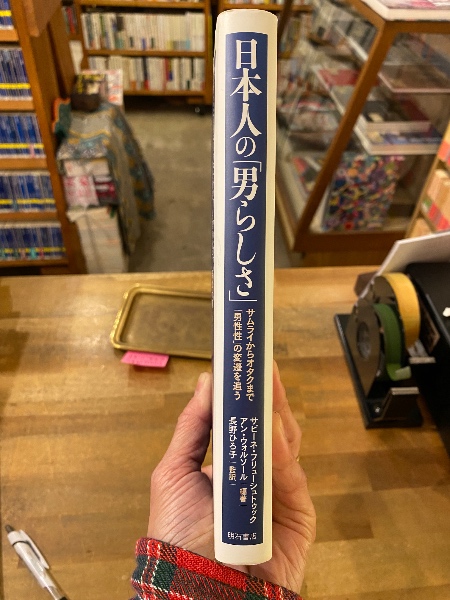 日本人の「男らしさ」
サムライからオタクまで
「男性性」の変遷を追う
サビーネ・フリューシュトゥック
アン・ウォルソール 編著
長野ひろ子 監訳
明石書店